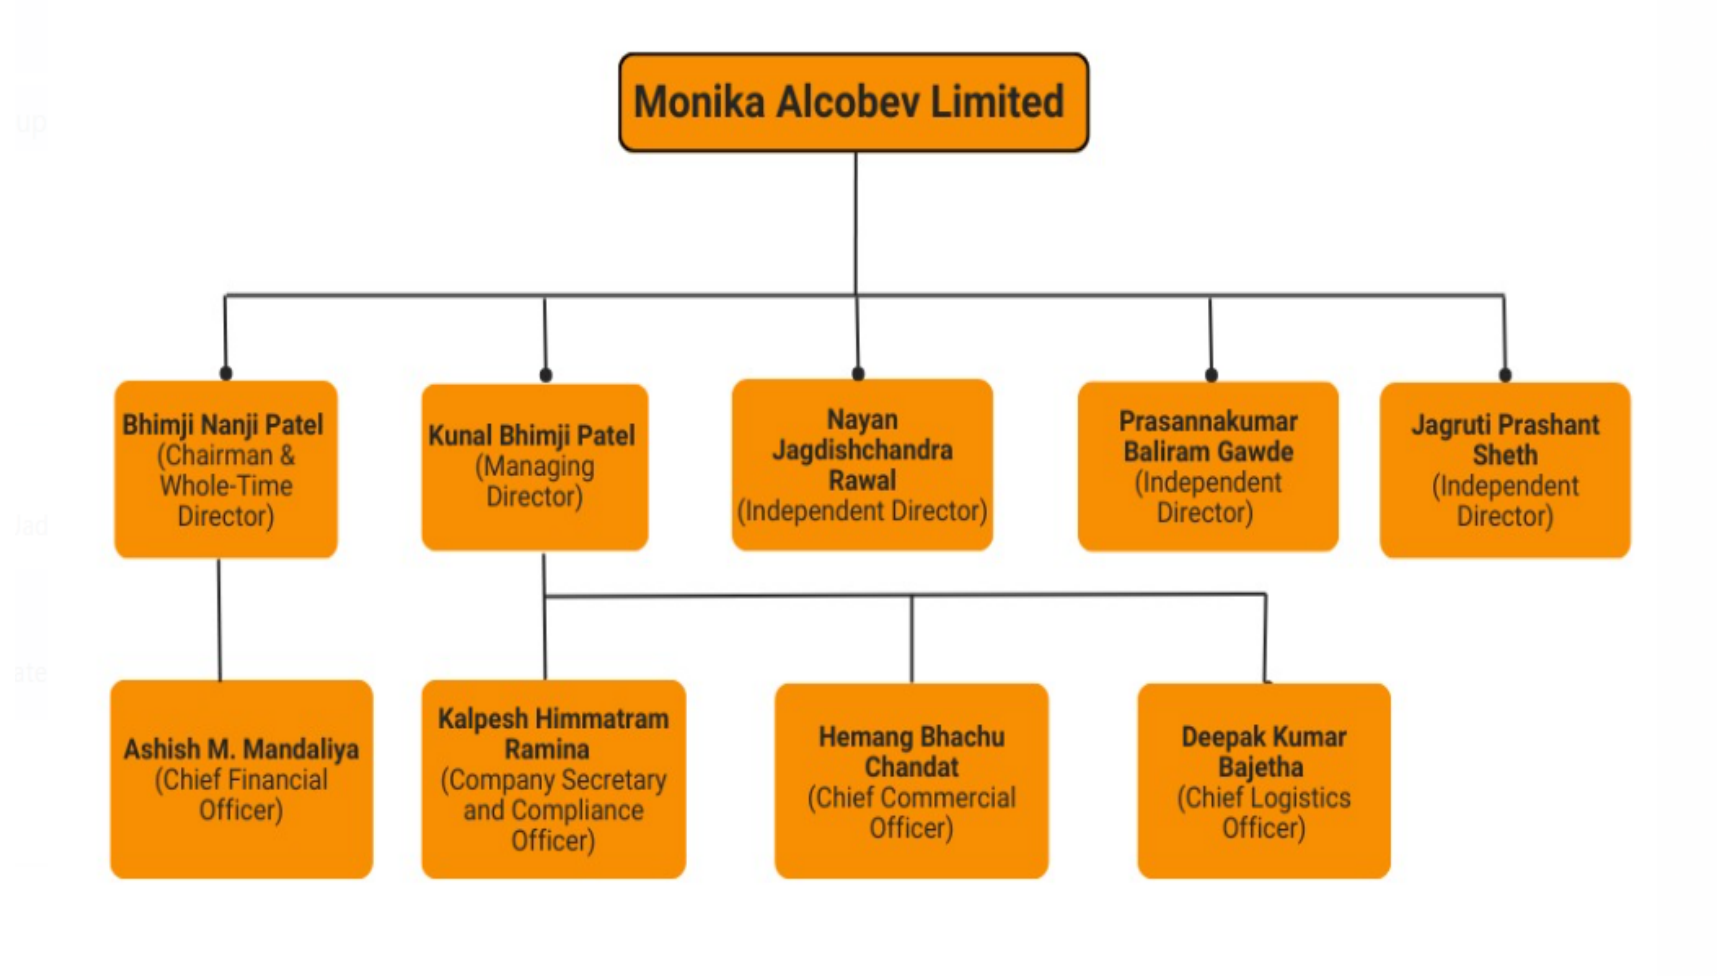 Monika Alcobev Limited
Bhimji Nanji Patel
(Chairman &
Whole-Time
Director)
Kunal Bhimji Patel
(Managing
Director)
Nayan
Jagdishchandra
Rawal
(Independent Director)
Prasannakumar
Baliram Gawde
(Independent
Director)
Jagruti Prashant
Sheth
(Independent
Director)
Ashish M. Mandaliya
(Chief Financial
Officer)
Kalpesh Himmatram
Ramina
(Company Secretary
and Compliance
Officer)
Hemang Bhachu
Chandat
(Chief Commercial
Officer)
Deepak Kumar
Bajetha
(Chief Logistics
Officer)